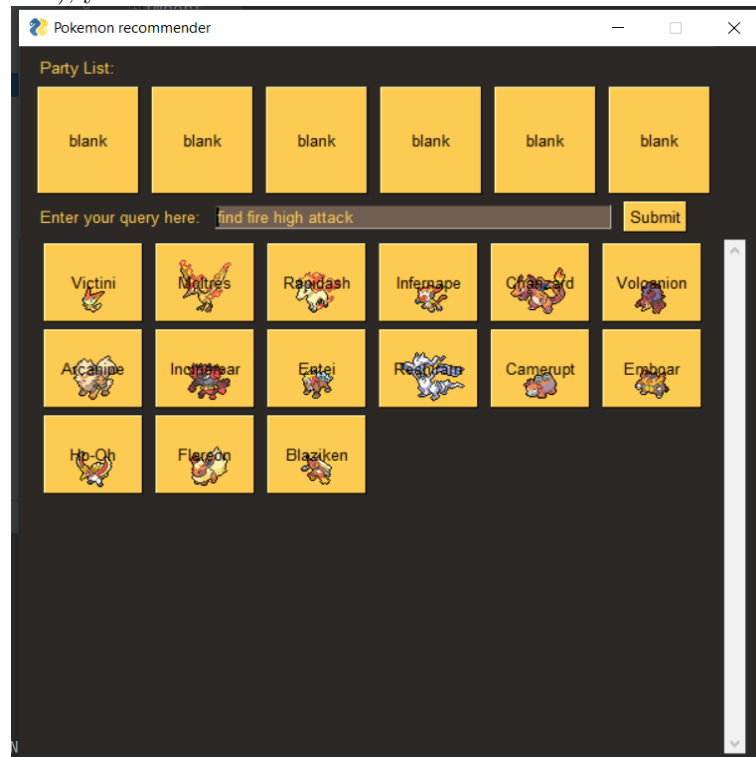 Pokemon recommender
Party List:
blank blank blank blank blank blank
Enter your query here: find fire high attack Submit
Victini Moltres Rapidash Infernape Charizard Volcanion
Arcanine Incineroar Entei Reshiram Camerupt Emboar
Ho-Oh Flareon Blaziken
N